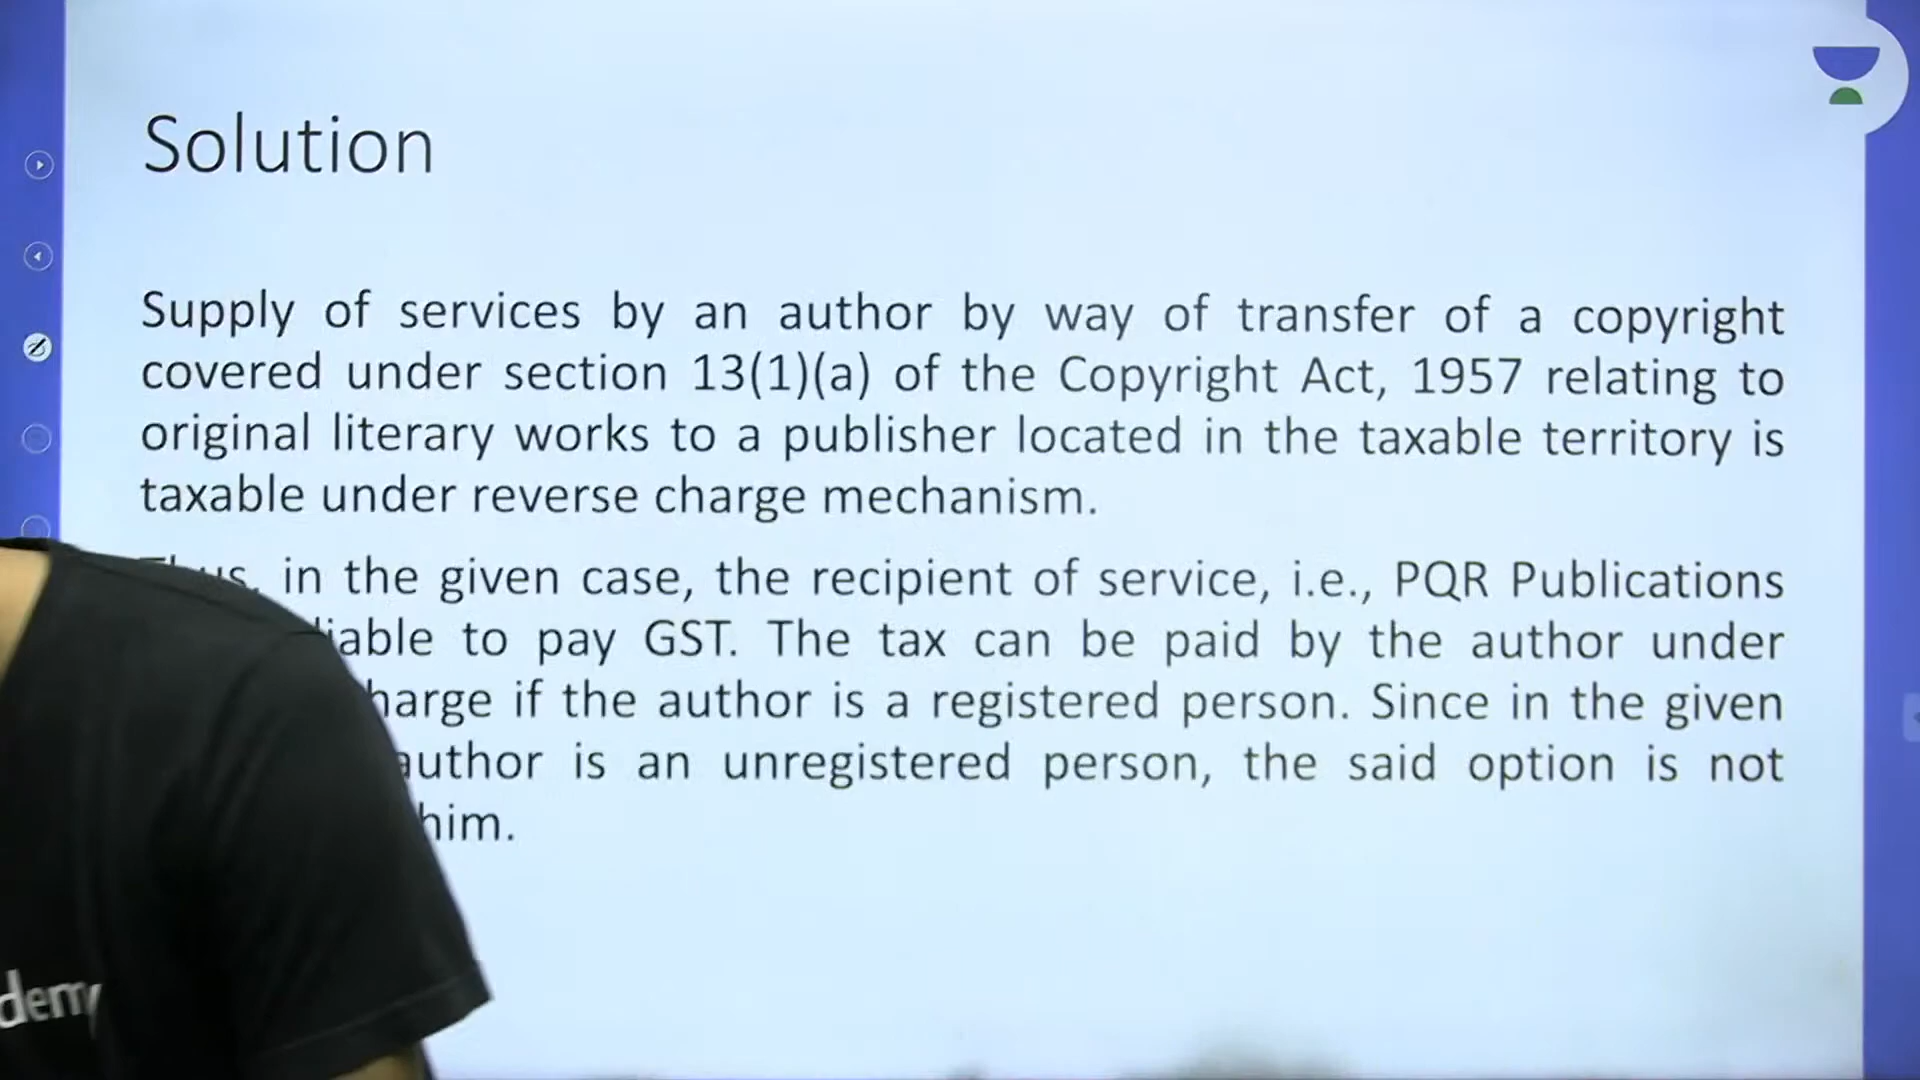 Solution
Supply of services by an author by way of transfer of a copyright
covered under section 13(1)(a) of the Copyright Act, 1957 relating to
original literary works to a publisher located in the taxable territory is
taxable under reverse charge mechanism.
in the given case, the recipient of service, i.e., PQR Publications
to pay GST. The tax can be paid by the author under
if the author is a registered person. Since in the given
author is an unregistered person, the said option is not
him.